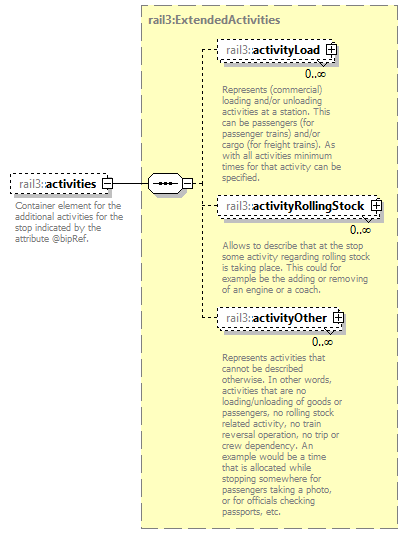 rail3:ExtendedActivities
rail3:activityLoad
0..∞
Represents (commercial)
loading and/or unloading
activities at a station. This
can be passengers (for
passenger trains) and/or
cargo (for freight trains). As
with all activities minimum
times for that activity can be
specified.
rail3:activities
Container element for the
additional activities for the
stop indicated by the
attribute @bipRef.
rail3:activityRollingStock
0..∞
Allows to describe that at the stop
some activity regarding rolling stock
is taking place. This could for
example be the adding or removing
of an engine or a coach.
rail3:activityOther
0..∞
Represents activities that
cannot be described
otherwise. In other words,
activities that are no
loading/unloading of goods or
passengers, no rolling stock
related activity, no train
reversal operation, no trip or
crew dependency. An
example would be a time
that is allocated while
stopping somewhere for
passengers taking a photo,
or for officials checking
passports, etc.